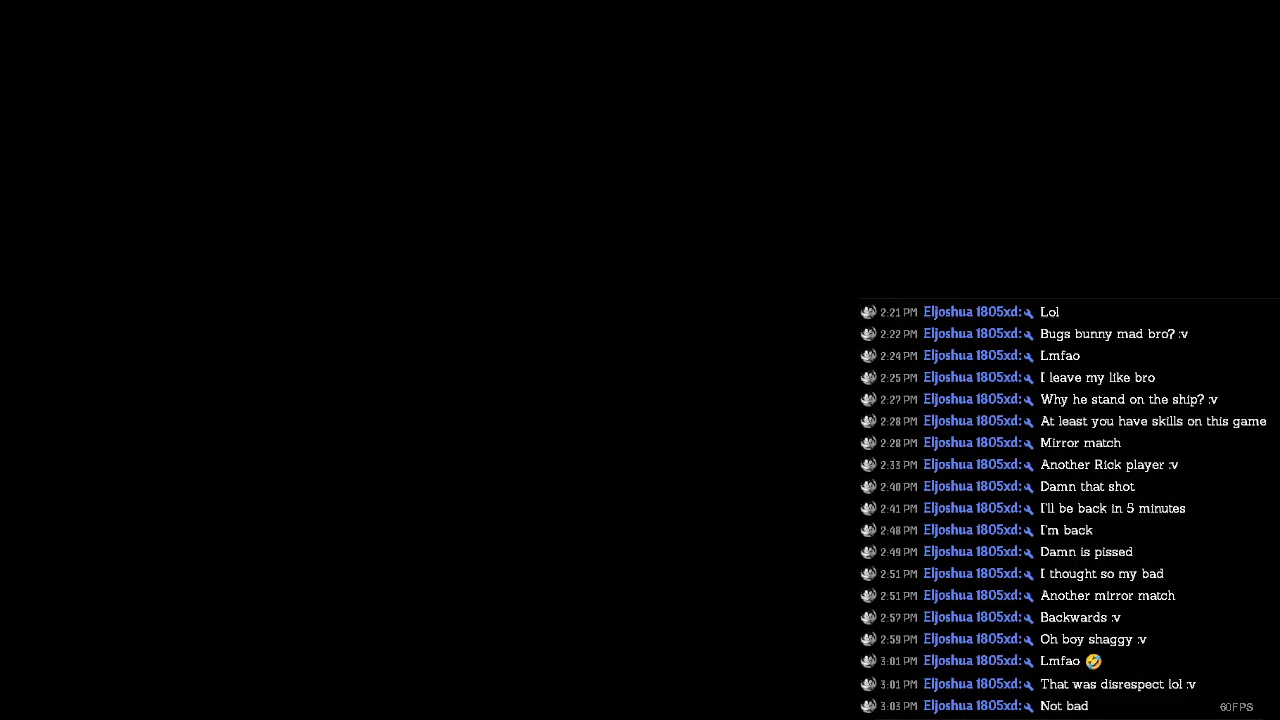 2:21 PM Eljoshua 1805xd: Lol
2:22 PM Eljoshua 1805xd: Bugs bunny mad bro? :v
2:24 PM Eljoshua 1805xd: Lmfao
2:25 PM Eljoshua 1805xd: I leave my like bro
2:27 PM Eljoshua 1805xd: Why he stand on the ship? :v
2:28 PM Eljoshua 1805xd: At least you have skills on this game
2:28 PM Eljoshua 1805xd: Mirror match
2:33 PM Eljoshua 1805xd: Another Rick player :v
2:40 PM Eljoshua 1805xd: Damn that shot
2:41 PM Eljoshua 1805xd: I'll be back in 5 minutes
2:48 PM Eljoshua 1805xd: I'm back
2:49 PM Eljoshua 1805xd: Damn is pissed
2:51 PM Eljoshua 1805xd: I thought so my bad
2:51 PM Eljoshua 1805xd: Another mirror match
2:57 PM Eljoshua 1805xd: Backwards :v
2:59 PM Eljoshua 1805xd: Oh boy shaggy :v
3:01 PM Eljoshua 1805xd: Lmfao 🤣
3:01 PM Eljoshua 1805xd: That was disrespect lol :v
3:03 PM Eljoshua 1805xd: Not bad
60FPS